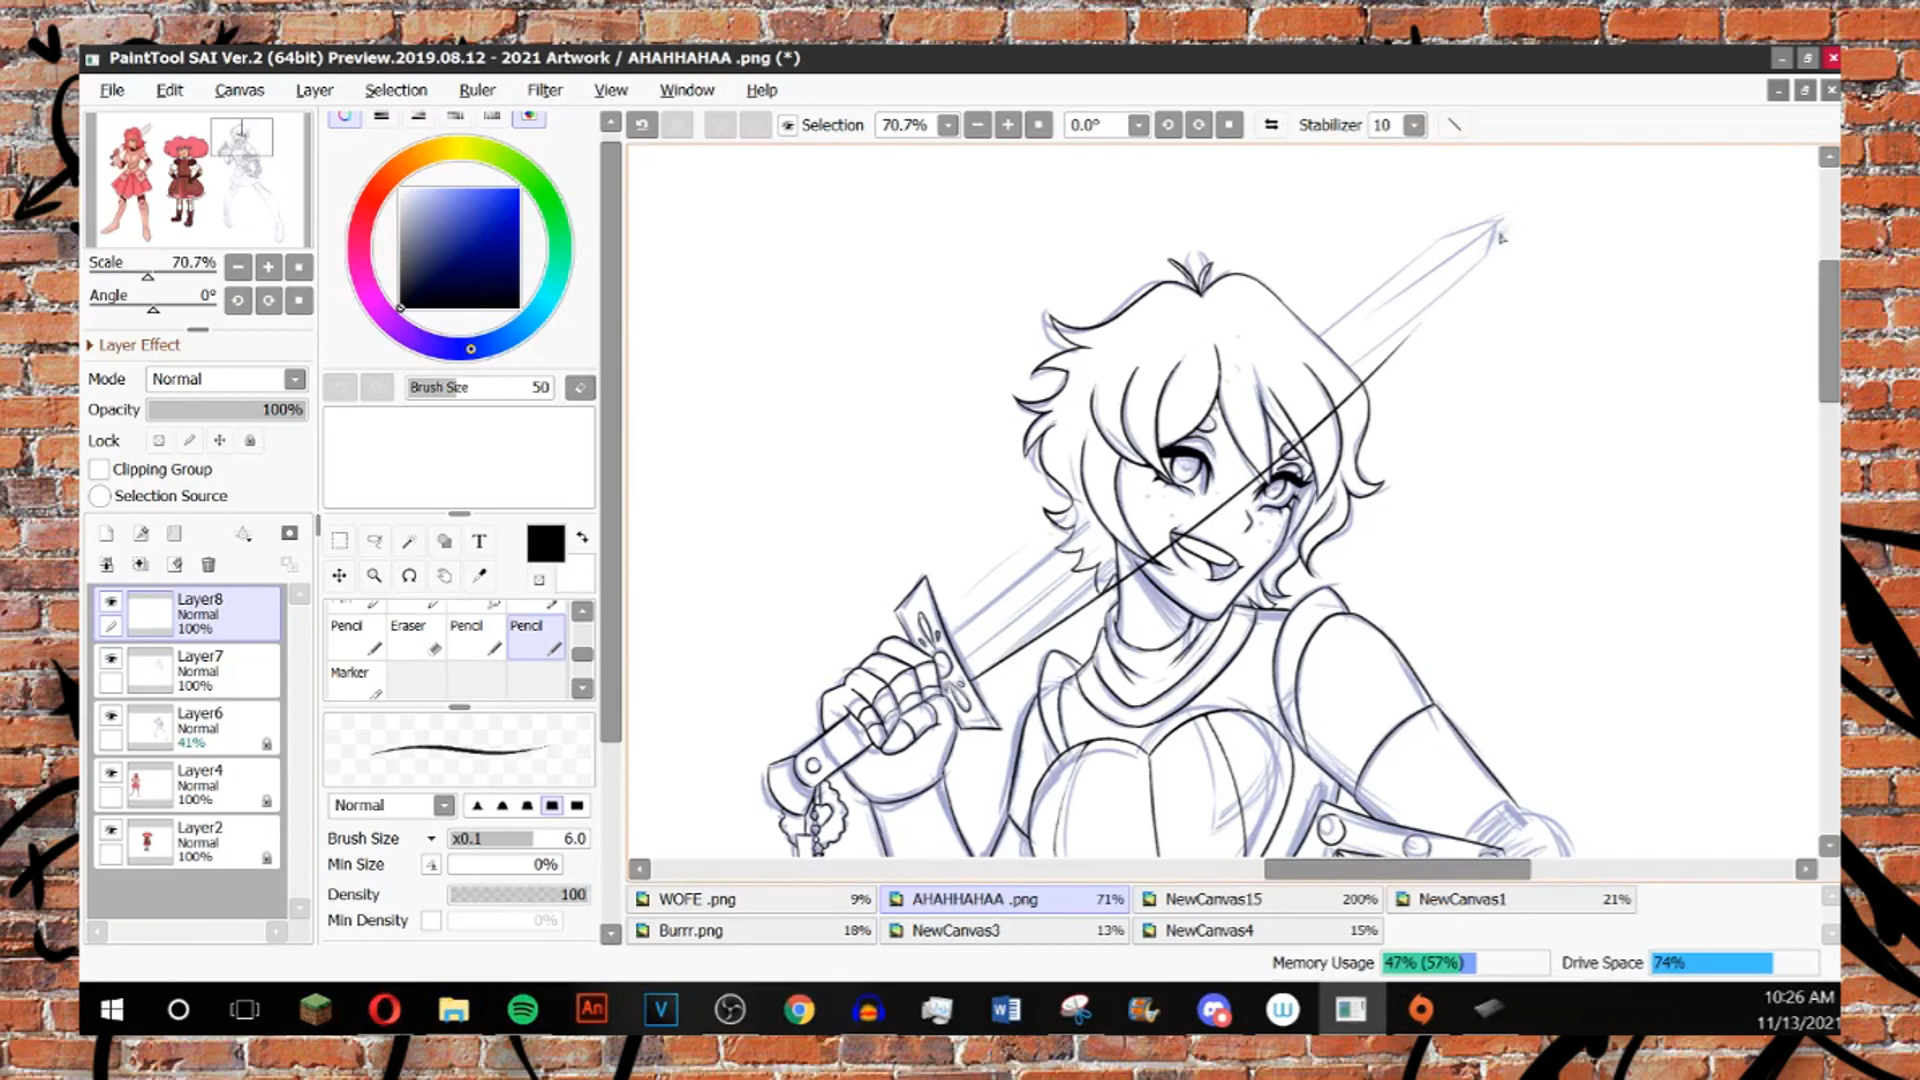 PaintTool SAI Ver.2 (64bit) Preview.2019.08.12 - 2021 Artwork / AHAHHAHAA .png (*)
File Edit Canvas Layer Selection Ruler Filter View Window Help
Selection 70.7% 0.0° Stabilizer 10
Scale 70.7%
Angle 0°
Layer Effect
Mode Normal
Opacity 100%
Lock
Clipping Group
Selection Source
Brush Size 50
T
Layer8
Normal
100%
Layer7
Normal
100%
Layer6
Normal
41%
Layer4
Normal
100%
Layer2
Normal
100%
Pencil Eraser Pencil Pencil
Marker
Normal
Brush Size x0.1 6.0
Min Size 0%
Density 100
Min Density 0%
WOFE .png 9% AHAHHAHAA .png 71% NewCanvas15 200% NewCanvas1 21%
Burrr.png 18% NewCanvas3 13% NewCanvas4 15%
Memory Usage 47% (57%) Drive Space 74%
An V W W
10:26 AM
11/13/2021